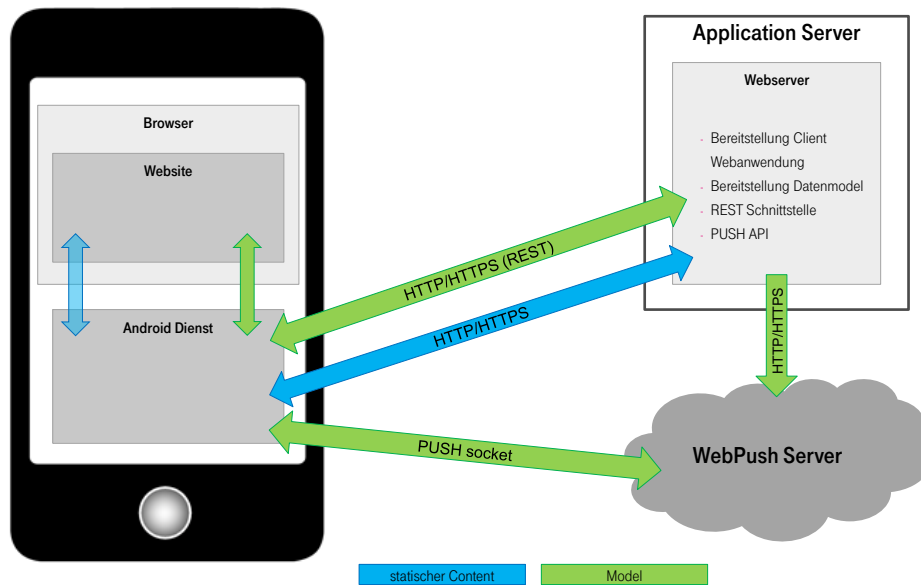 Browser
Website
Android Dienst
Application Server
Webserver
· Bereitstellung Client
Webanwendung
· Bereitstellung Datenmodel
· REST Schnittstelle
· PUSH API
HTTP/HTTPS (REST)
HTTP/HTTPS
HTTP/HTTPS
PUSH socket
WebPush Server
statischer Content
Model